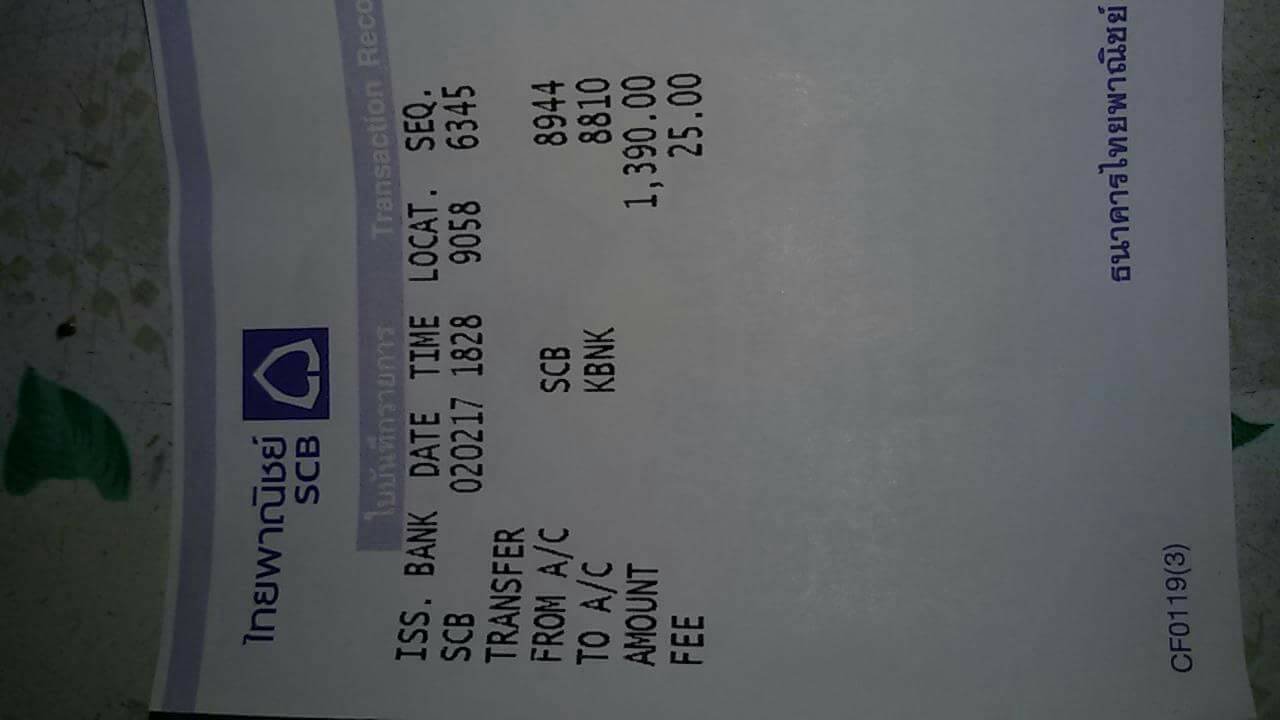 ไทยพาณิชย์
SCB
ใบบันทึกรายการ Transaction Reco
ISS. BANK DATE TIME LOCAT. SEQ.
SCB 020217 1828 9058 6345
TRANSFER
FROM A/C SCB 8944
TO A/C KBNK 8810
AMOUNT 1,390.00
FEE 25.00
ธนาคารไทยพาณิชย์
CF0119(3)